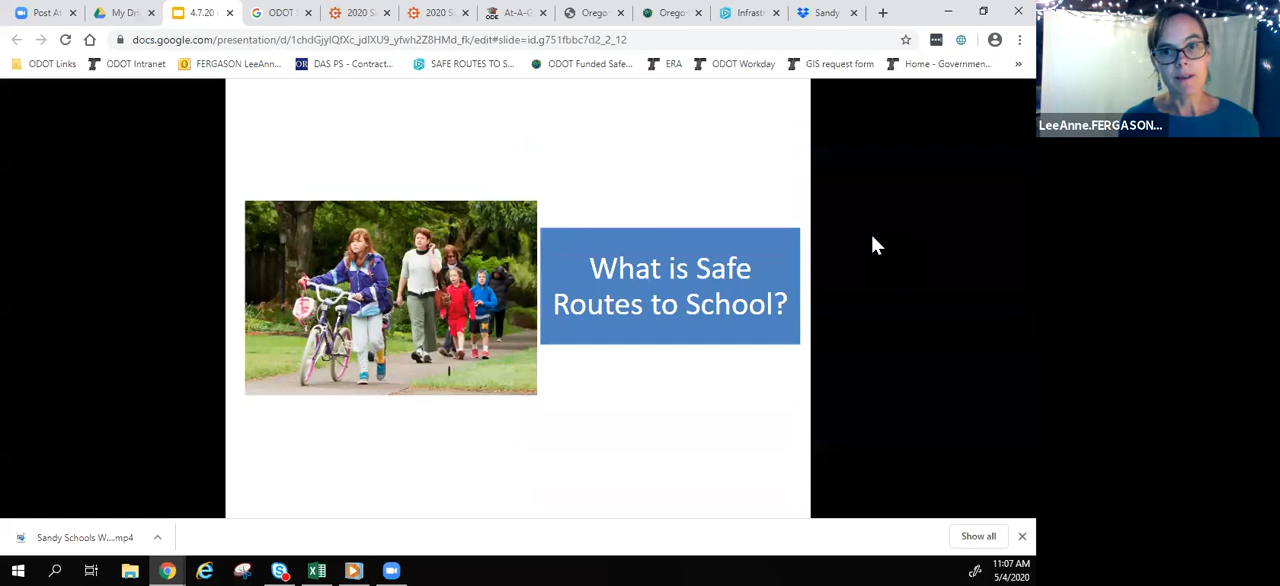 Post At
My Dri
4.7.20
ODOT
2020 S
2020 S
At-A-G
Orego
Orego
Infrast
Sandy
docs.google.com/presentation/d/1chdGjylQfXc_jdIXU9_yfwh2Z8HMd_fk/edit#slide=id.g751fbbc7d2_2_12
ODOT Links
ODOT Intranet
FERGASON LeeAnn...
DAS PS - Contract...
SAFE ROUTES TO S...
ODOT Funded Safe...
ERA
ODOT Workday
GIS request form
Home - Governmen...
»
LeeAnne.FERGASON...
What is Safe
Routes to School?
Sandy Schools W....mp4
Show all
11:07 AM
5/4/2020